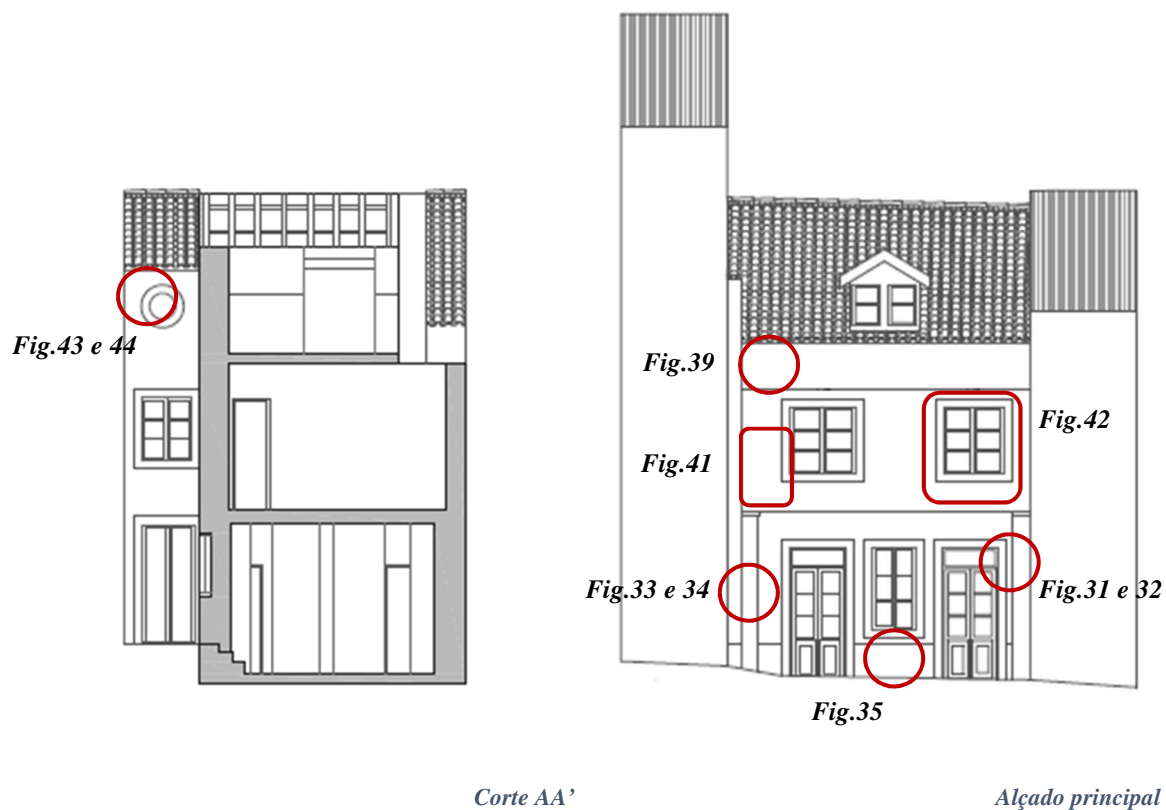 Fig.43 e 44
Fig.39
Fig.42
Fig.41
Fig.33 e 34
Fig.31 e 32
Fig.35
Corte AA’
Alçado principal